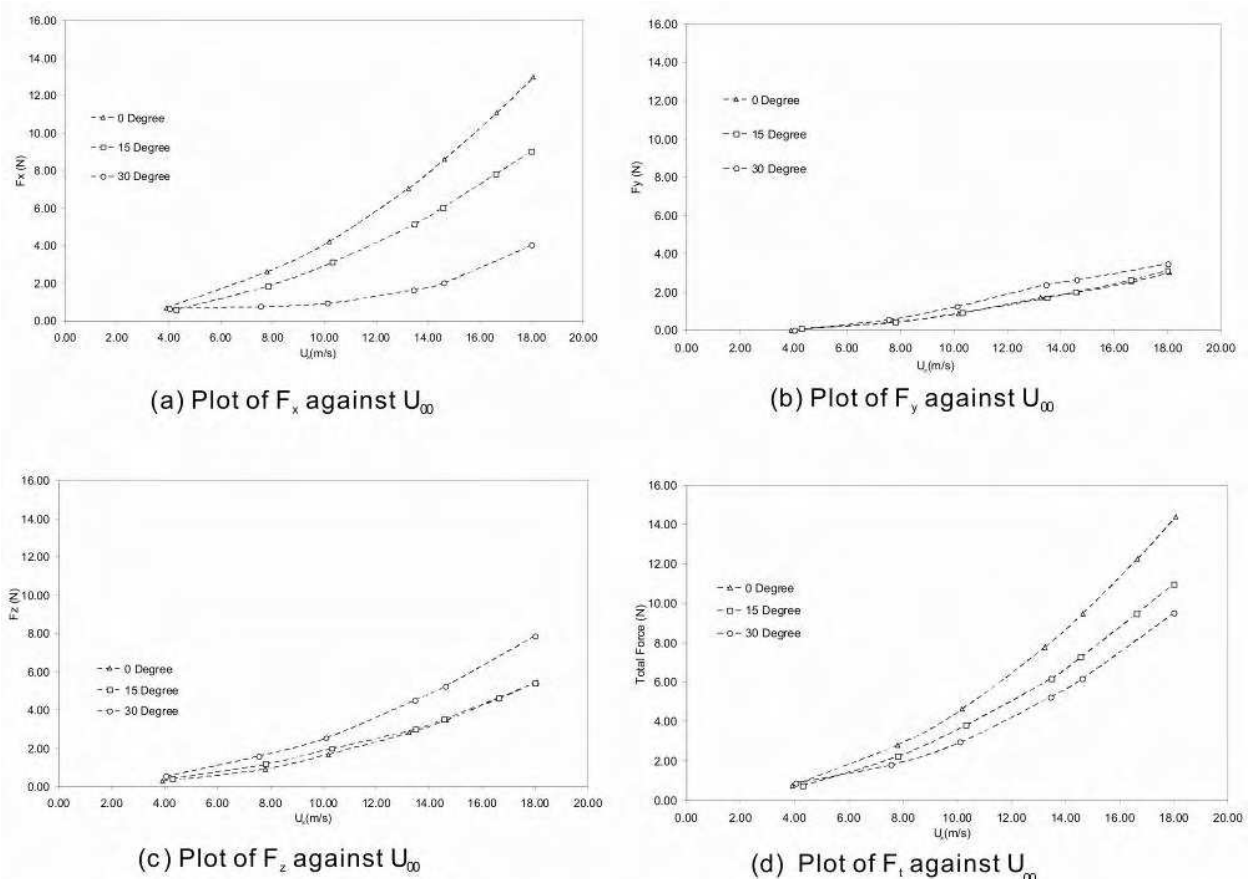 16.00
14.00
12.00
10.00
8.00
6.00
4.00
2.00
0.00
Fx (N)
0 Degree
15 Degree
30 Degree
0.00 2.00 4.00 6.00 8.00 10.00 12.00 14.00 16.00 18.00 20.00
(m/s)
(a) Plot of Fx against U00
16.00
14.00
12.00
10.00
8.00
6.00
4.00
2.00
0.00
Fy (N)
0 Degree
15 Degree
30 Degree
0.00 2.00 4.00 6.00 8.00 10.00 12.00 14.00 16.00 18.00 20.00
(m/s)
(b) Plot of Fy against U00
16.00
14.00
12.00
10.00
8.00
6.00
4.00
2.00
0.00
Fz (N)
0 Degree
15 Degree
30 Degree
0.00 2.00 4.00 6.00 8.00 10.00 12.00 14.00 16.00 18.00 20.00
(m/s)
(c) Plot of Fz against U00
16.00
14.00
12.00
10.00
8.00
6.00
4.00
2.00
0.00
Total Force (N)
0 Degree
15 Degree
30 Degree
2.00 4.00 6.00 8.00 10.00 12.00 14.00 16.00 18.00 20.00
(m/s)
(d) Plot of Ft against U00